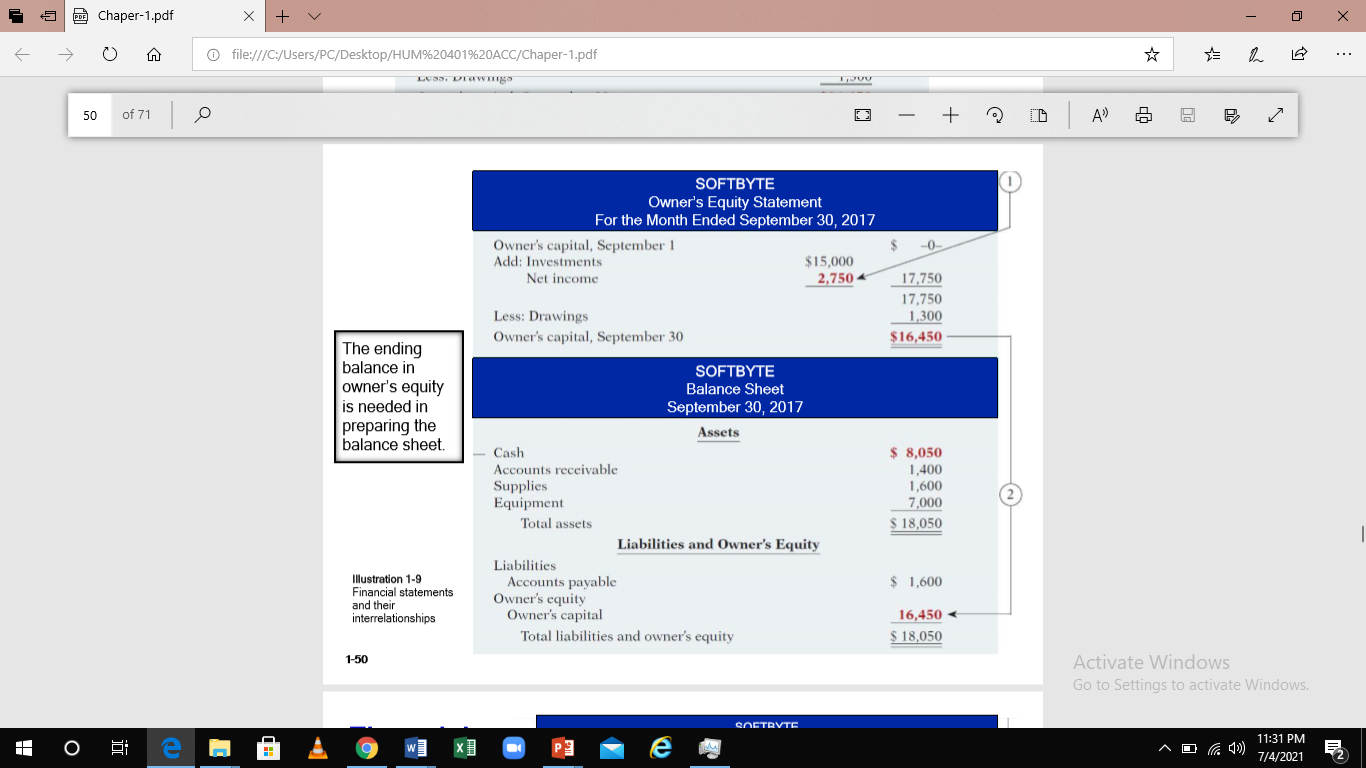 Chaper-1.pdf
file:///C:/Users/PC/Desktop/HUM%20401%20ACC/Chaper-1.pdf
Less: Drawings 1,300
50 of 71
SOFTBYTE
Owner's Equity Statement
For the Month Ended September 30, 2017
1
Owner's capital, September 1 $ –0–
Add: Investments $15,000
Net income 2,750 17,750
17,750
Less: Drawings 1,300
Owner's capital, September 30 $16,450
The ending
balance in
owner's equity
is needed in
preparing the
balance sheet.
SOFTBYTE
Balance Sheet
September 30, 2017
Assets
Cash $ 8,050
Accounts receivable 1,400
Supplies 1,600
Equipment 7,000
2
Total assets $ 18,050
Liabilities and Owner's Equity
Liabilities
Accounts payable $ 1,600
Owner's equity
Owner's capital 16,450
Total liabilities and owner's equity $ 18,050
Illustration 1-9
Financial statements
and their
interrelationships
1-50
Activate Windows
Go to Settings to activate Windows.
SOFTBYTE
11:31 PM
7/4/2021
2